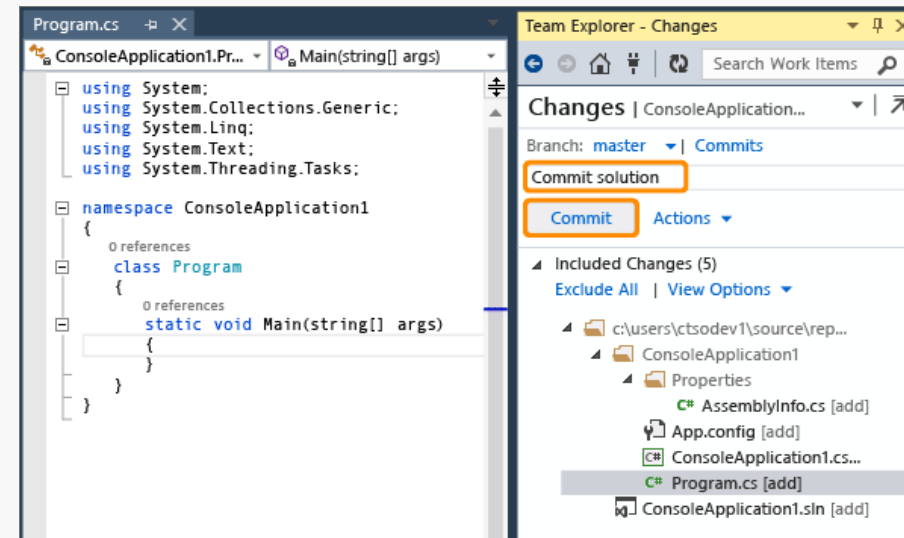 Program.cs
ConsoleApplication1.Pr...
Main(string[] args)
using System;
using System.Collections.Generic;
using System.Linq;
using System.Text;
using System.Threading.Tasks;
namespace ConsoleApplication1
{
0 references
class Program
{
0 references
static void Main(string[] args)
{
}
}
}
Team Explorer - Changes
Search Work Items
Changes | ConsoleApplication...
Branch: master | Commits
Commit solution
Commit Actions
Included Changes (5)
Exclude All | View Options
c:\users\ctsodev1\source\rep...
ConsoleApplication1
Properties
C# AssemblyInfo.cs [add]
App.config [add]
C# ConsoleApplication1.cs...
C# Program.cs [add]
ConsoleApplication1.sln [add]